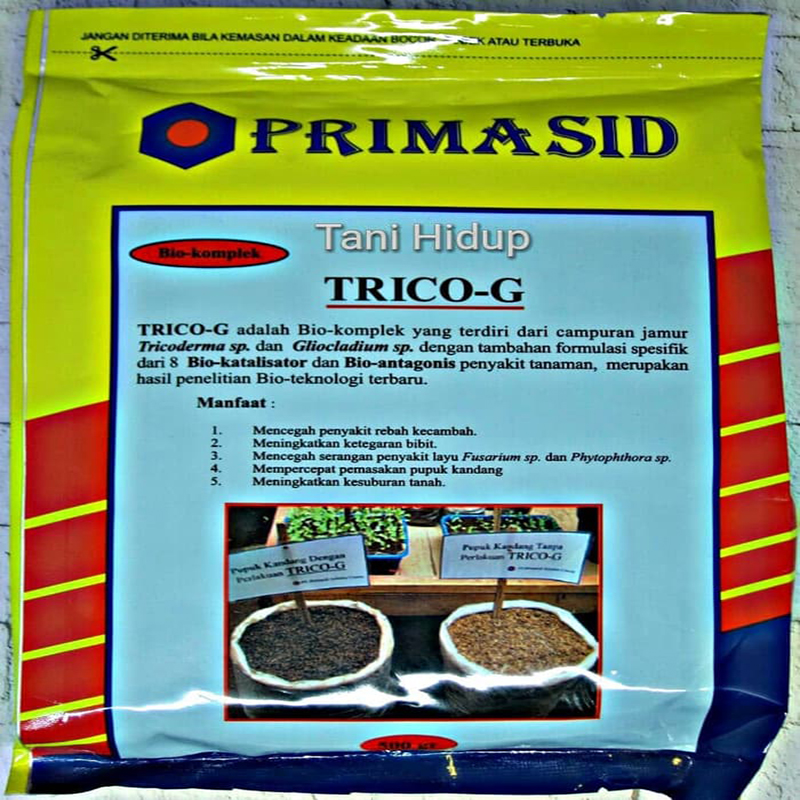 JANGAN DITERIMA BILA KEMASAN DALAM KEADAAN BOCOR ATAU TERBUKA
PRIMASID
Tani Hidup
Bio-komplek
TRICO-G
TRICO-G adalah Bio-komplek yang terdiri dari campuran jamur
Tricoderma sp. dan Gliocladium sp. dengan tambahan formulasi spesifik
dari 8 Bio-katalisator dan Bio-antagonis penyakit tanaman, merupakan
hasil penelitian Bio-teknologi terbaru.
Manfaat :
1. Mencegah penyakit rebah kecambah.
2. Meningkatkan ketegaran bibit.
3. Mencegah serangan penyakit layu Fusarium sp. dan Phytophthora sp.
4. Mempercepat pemasakan pupuk kandang
5. Meningkatkan kesuburan tanah.
Pupuk Kandang Dengan
Perlakuan TRICO-G
Pupuk Kandang Tanpa
Perlakuan TRICO-G
500 gr